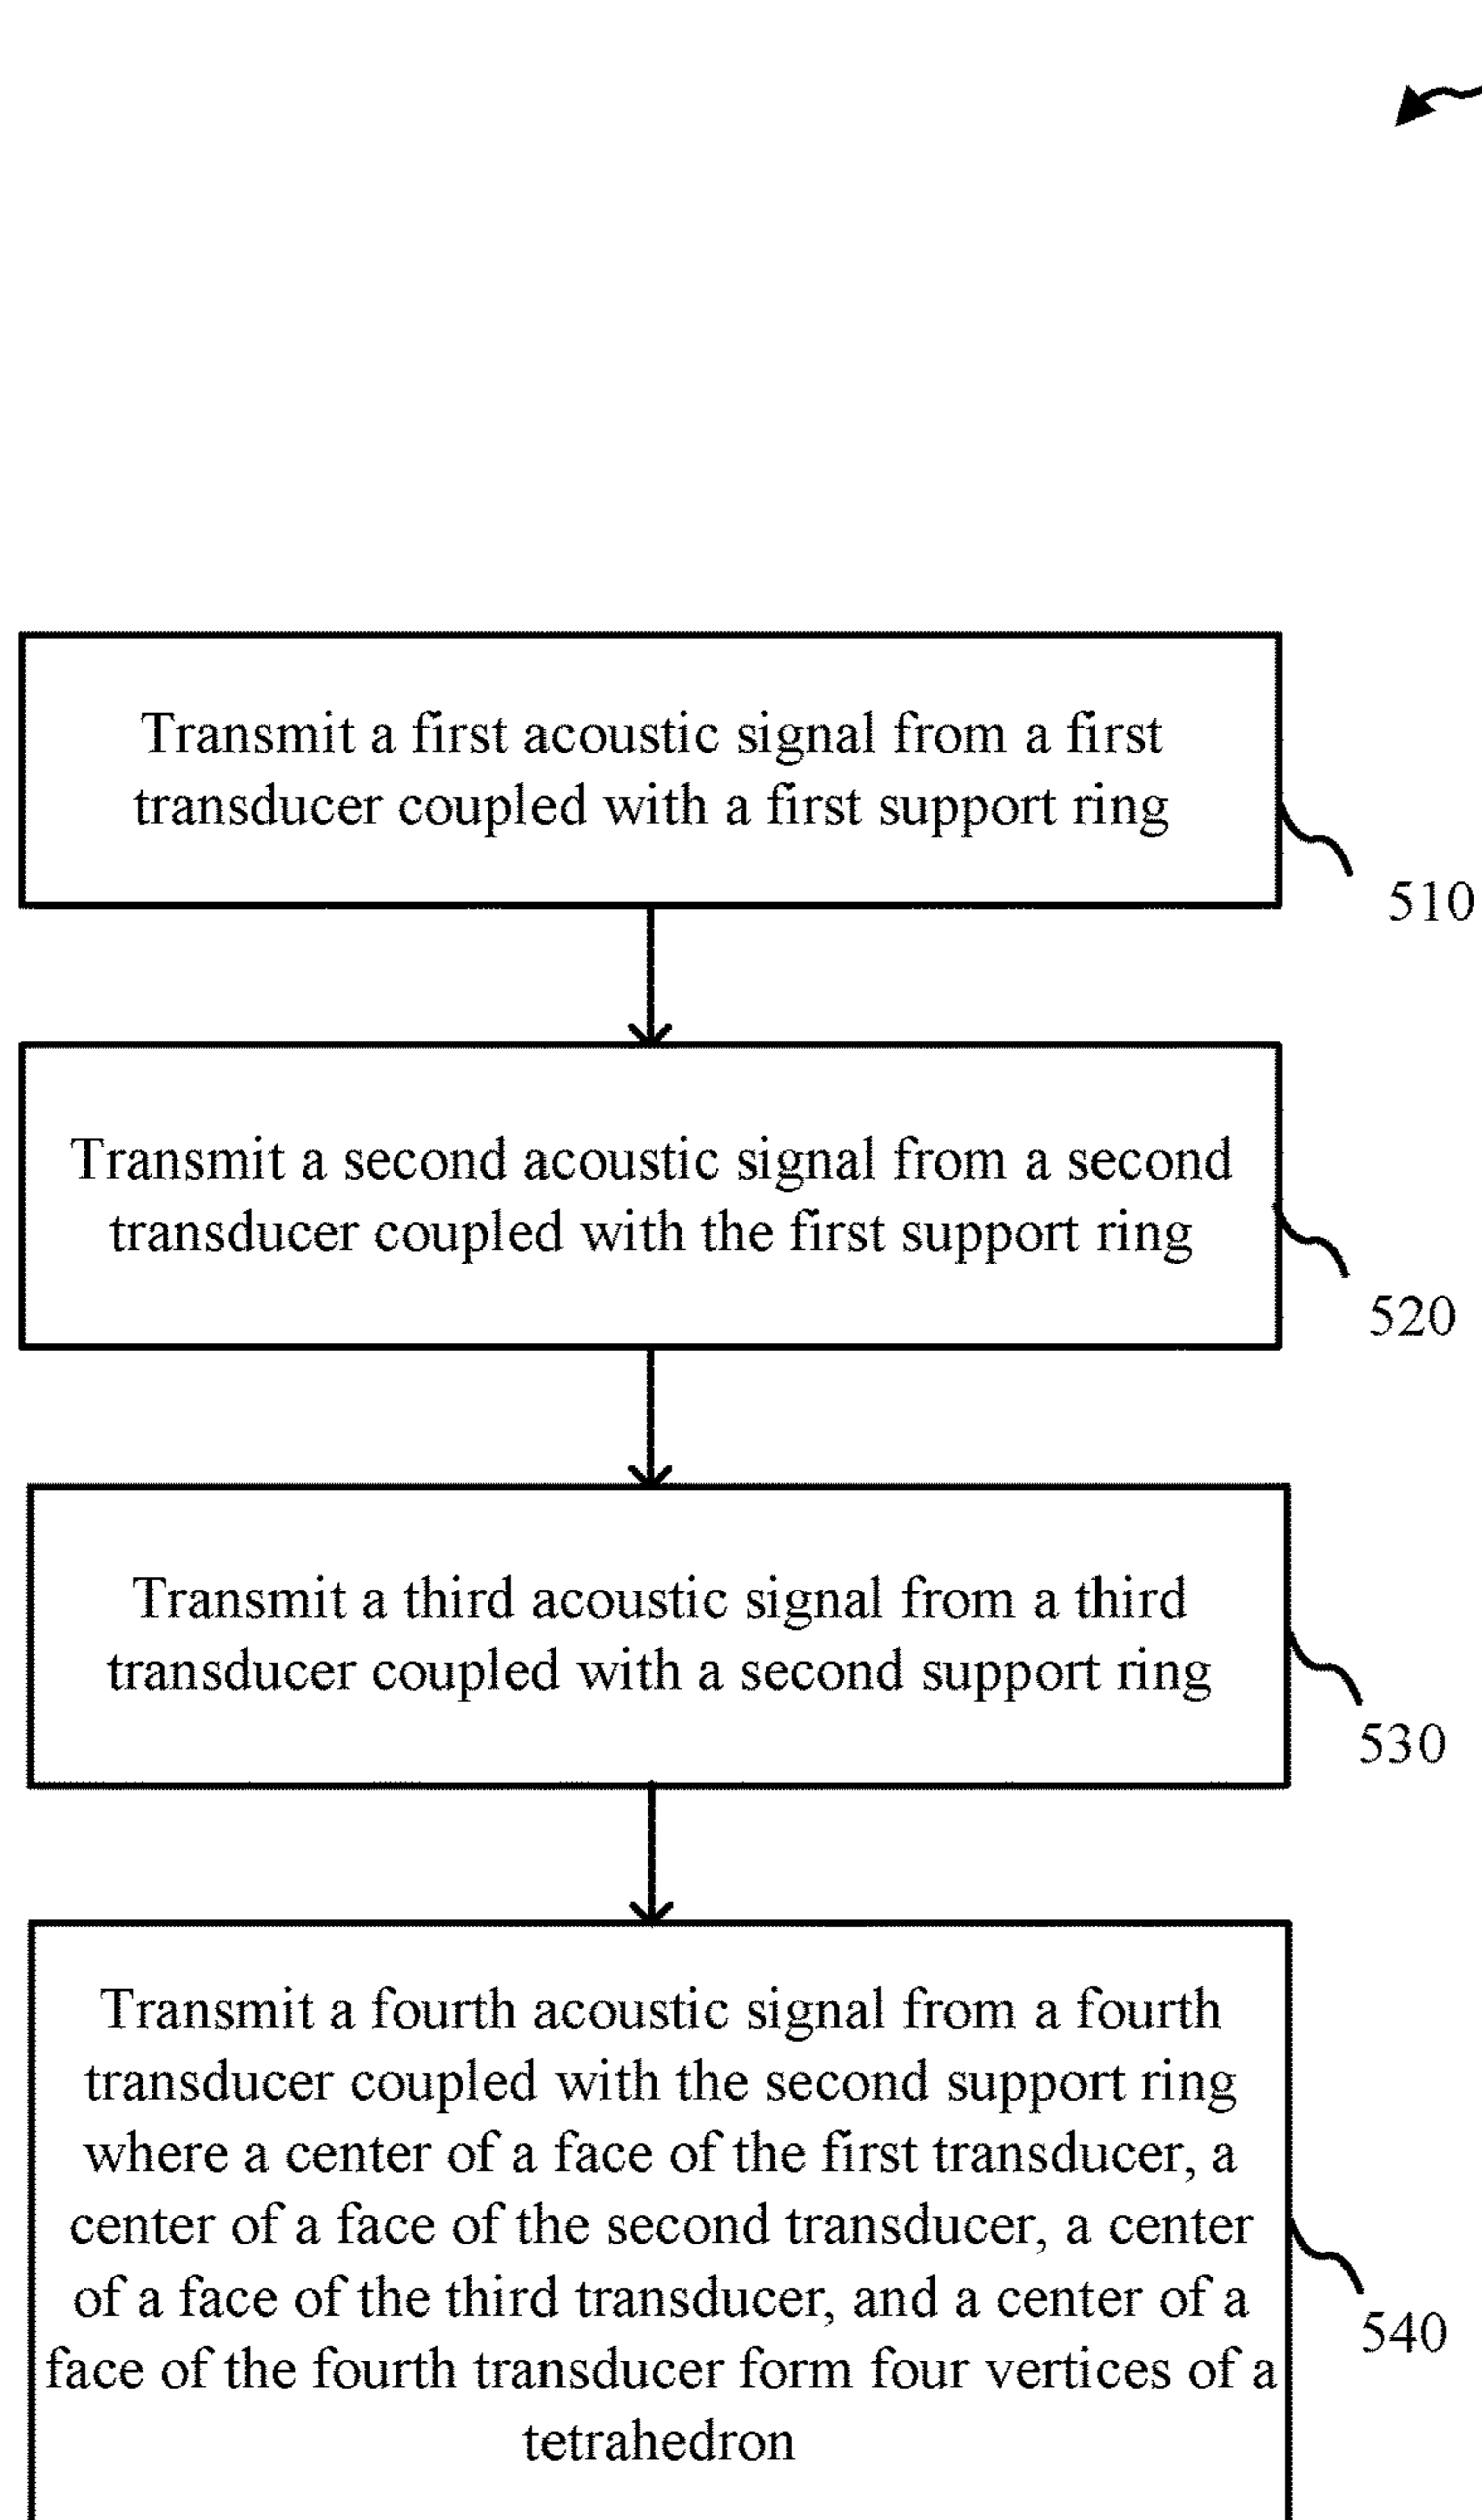 Transmit a first acoustic signal from a first
transducer coupled with a first support ring
510
Transmit a second acoustic signal from a second
transducer coupled with the first support ring
520
Transmit a third acoustic signal from a third
transducer coupled with a second support ring
530
Transmit a fourth acoustic signal from a fourth
transducer coupled with the second support ring
where a center of a face of the first transducer, a
center of a face of the second transducer, a center
of a face of the third transducer, and a center of a
face of the fourth transducer form four vertices of a
tetrahedron
540